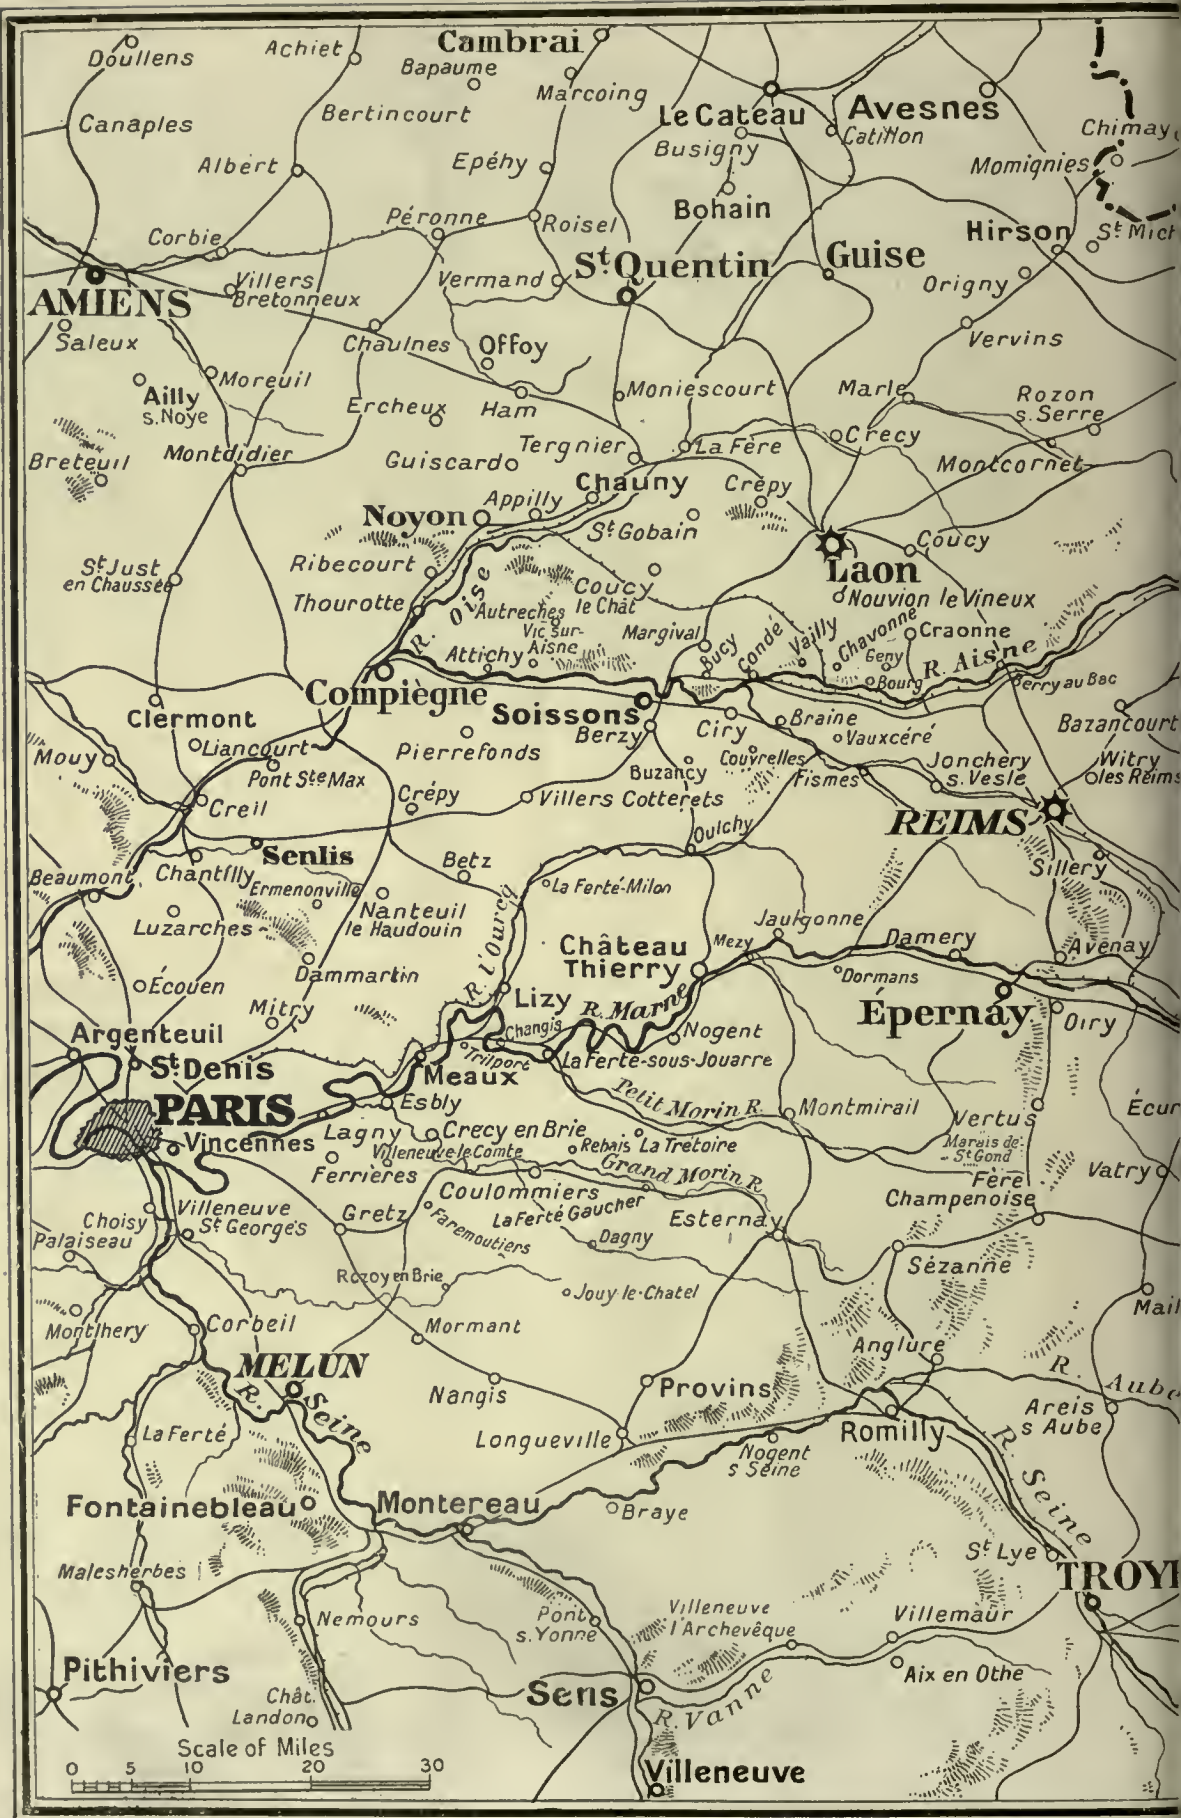 Doullens
Achiet
Cambrai
Bapaume
Marcoing
Bertincourt
Canaples
Le Cateau
Avesnes
Catillon
Busigny
Chimay
Momignies
Albert
Epéhy
Bohain
Péronne
Roisel
Corbie
Hirson
St Mich
St Quentin
Guise
Vermand
Origny
Villers
Bretonneux
AMIENS
Saleux
Chaulnes
Offoy
Vervins
Moreuil
Ailly
s. Noye
Ercheux
Ham
Moniescourt
Marle
Rozon
s. Serre
Breteuil
Montdidier
Guiscard
Tergnier
La Fère
Crecy
Montcornet
Chauny
Crêpy
Appilly
Noyon
St Gobain
Coucy
Laon
St Just
en Chaussée
Ribecourt
Coucy
le Chât
Nouvion le Vineux
Thourotte
R. Oise
Autreches
Vic sur-
Aisne
Margival
Bucy
Condé
Vailly
Chavonne
Craonne
Geny
Bourg
R. Aisne
Berry au Bac
Attichy
Compiègne
Soissons
Berzy
Ciry
Braine
Vauxcéré
Bazancourt
Clermont
Liancourt
Pierrefonds
Mouy
Pont Ste Max
Buzancy
Couvrelles
Fismes
Jonchery
s. Vesle
Witry
les Reims
Creil
Crépy
Villers Cotterets
REIMS
Oulchy
Sillery
Senlis
Chantilly
Betz
Beaumont
Ermenonville
La Ferté-Milon
Luzarches
Nanteuil
le Haudouin
R. l'Ourcq
Jaulgonne
Château
Thierry
Mezy
Damery
Avenay
Dammartin
Dormans
Écouen
Lizy
R. Marne
Épernay
Mitry
Changis
Nogent
Oiry
Argenteuil
St Denis
Trilport
La Ferté-sous-Jouarre
Meaux
PARIS
Esbly
Petit Morin R.
Montmirail
Vertus
Écur
Vincennes
Lagny
Crecy en Brie
Rebais
La Trétoire
Marais de
St Gond
Villeneuve le Comte
Ferrières
Grand Morin R.
Fère
Champenoise
Vatry
Coulommiers
Villeneuve
St Georges
Choisy
Gretz
Faremoutiers
La Ferté Gaucher
Esternay
Palaiseau
Dagny
Sézanne
Rozoy en Brie
Jouy-le-Chatel
Mail
Montlhery
Corbeil
Mormant
Anglure
MELUN
R. Seine
Nangis
Provins
R. Aube
Areis
s Aube
La Ferté
Longueville
Romilly
Nogent
s Seine
R. Seine
Fontainebleau
Montereau
Braye
St Lye
TROYE
Malesherbes
Nemours
Pont
s. Yonne
Villeneuve
l'Archevêque
Villemaur
Pithiviers
Sens
Aix en Othe
R. Vanne
Chât.
Landon
Scale of Miles
0 5 10 20 30
Villeneuve